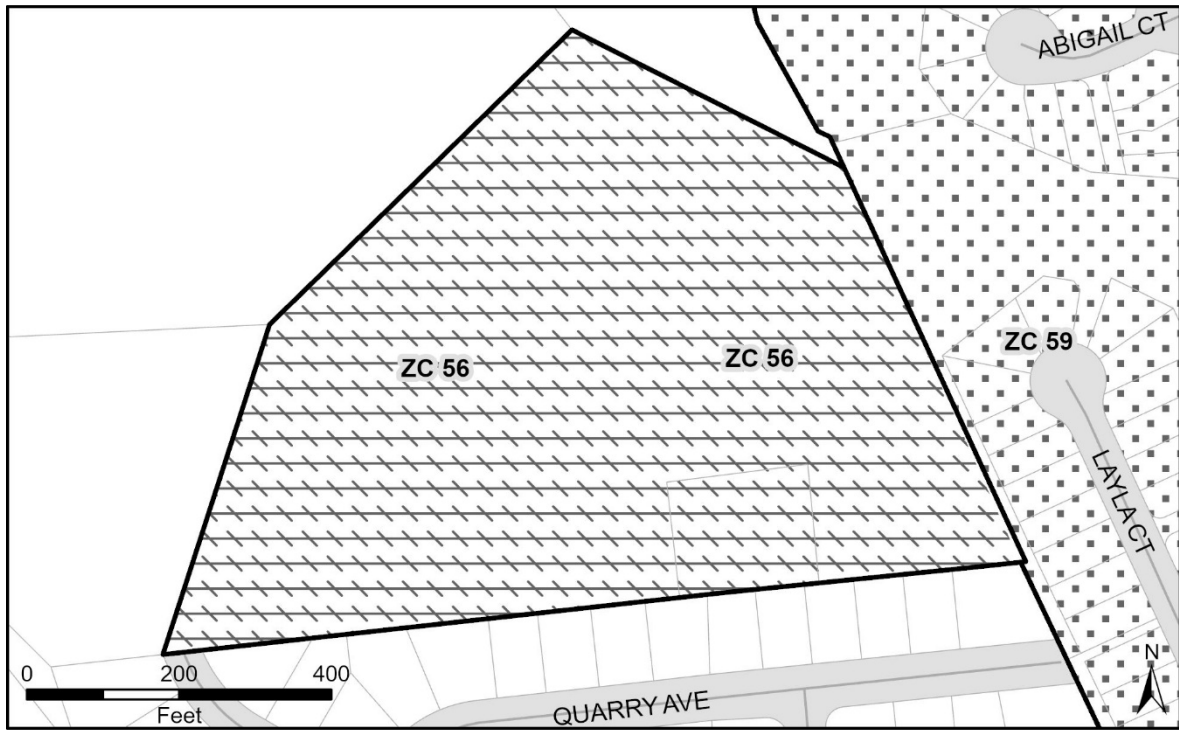 ABIGAIL CT
ZC 59
ZC 56
ZC 56
LAYLA CT
N
0 200 400
Feet
QUARRY AVE